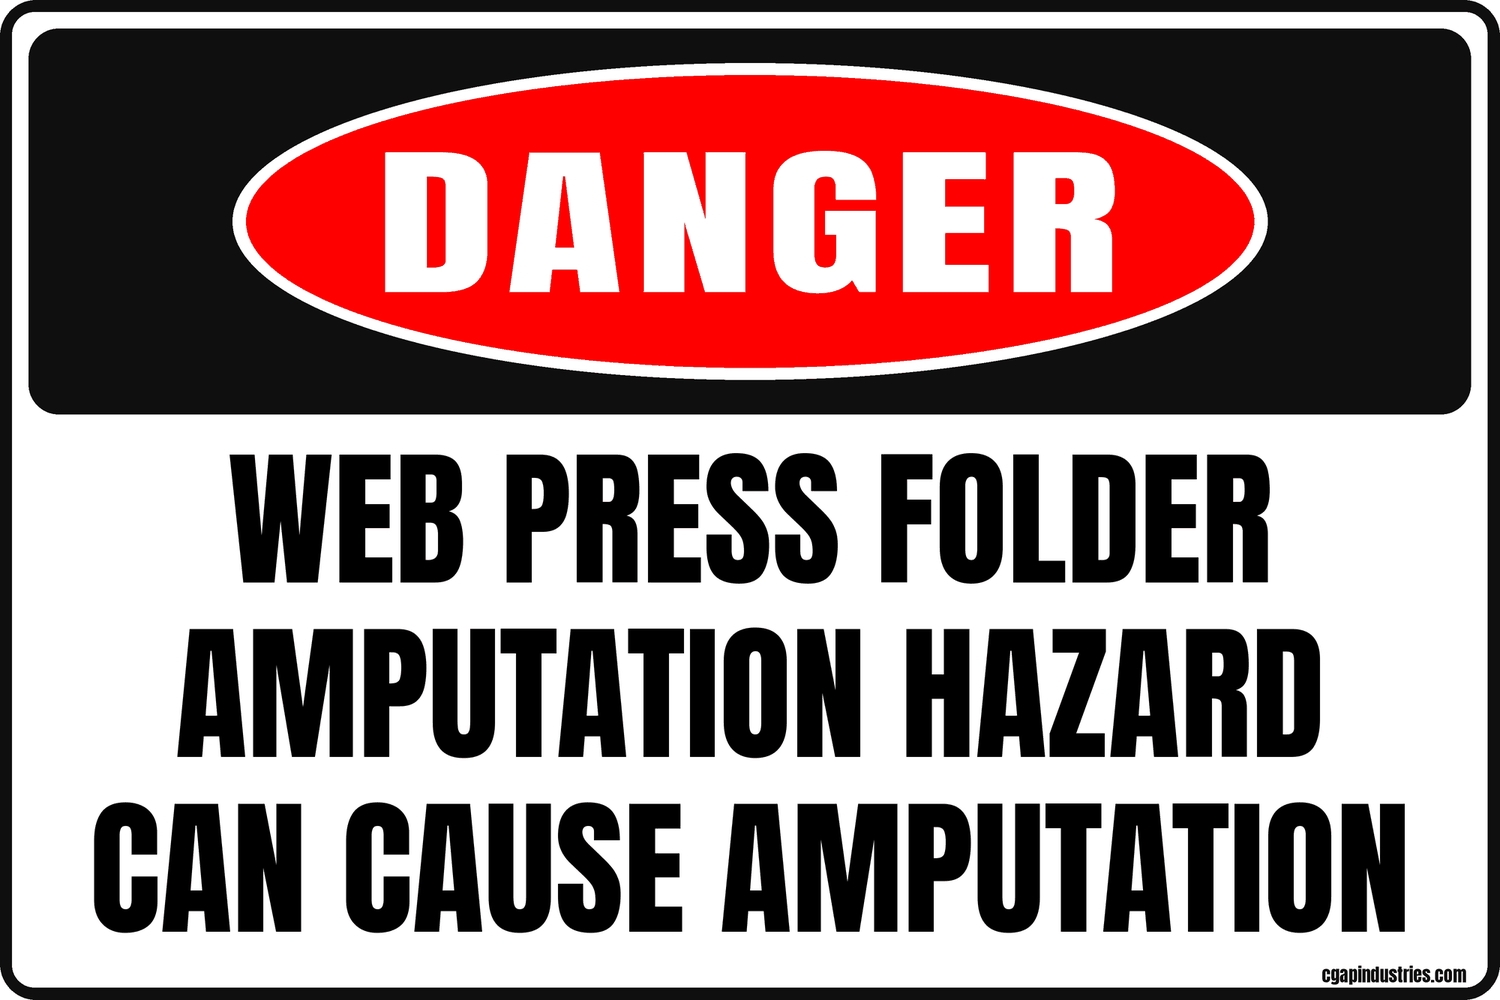 DANGER
WEB PRESS FOLDER
AMPUTATION HAZARD
CAN CAUSE AMPUTATION
cgapindustries.com